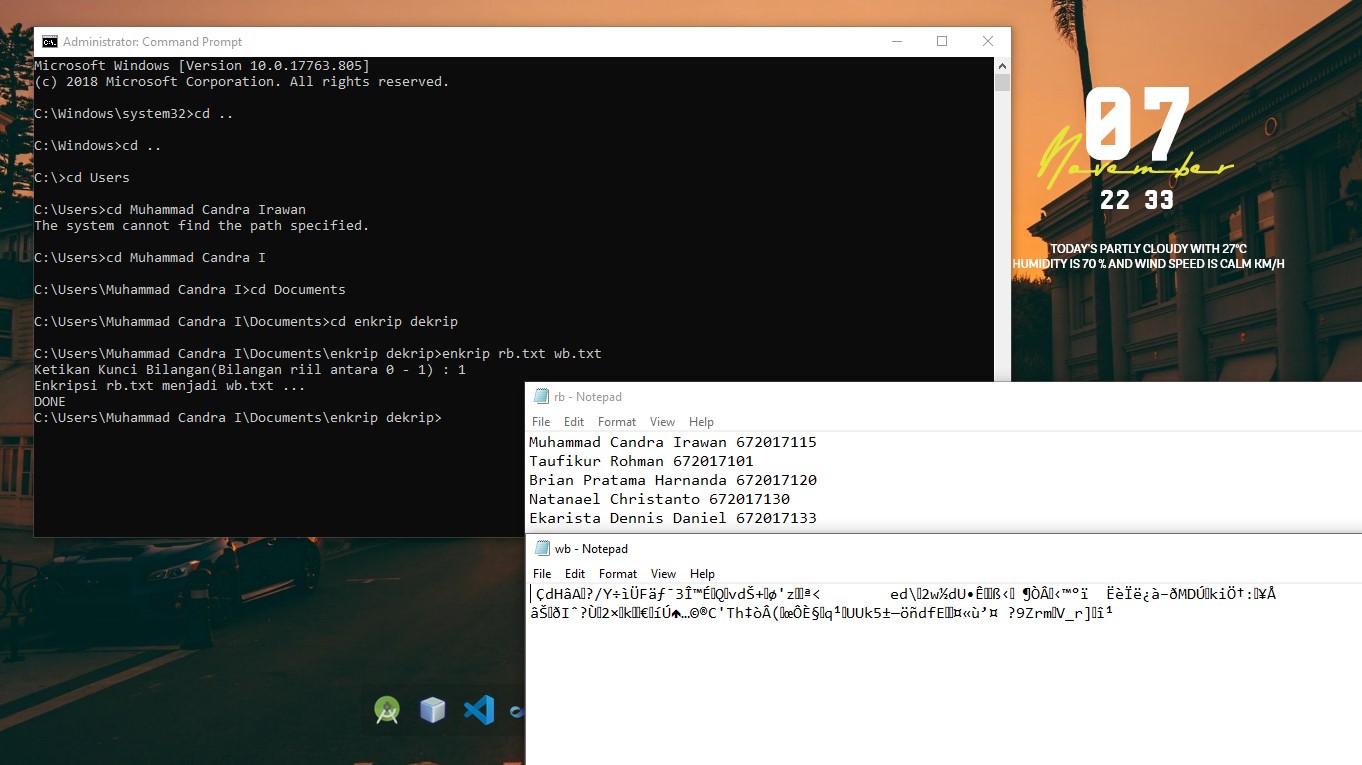 Administrator: Command Prompt
Microsoft Windows [Version 10.0.17763.805]
(c) 2018 Microsoft Corporation. All rights reserved.
C:\Windows\system32>cd ..
C:\Windows>cd ..
C:\>cd Users
C:\Users>cd Muhammad Candra Irawan
The system cannot find the path specified.
C:\Users>cd Muhammad Candra I
C:\Users\Muhammad Candra I>cd Documents
C:\Users\Muhammad Candra I\Documents>cd enkrip dekrip
C:\Users\Muhammad Candra I\Documents\enkrip dekrip>enkrip rb.txt wb.txt
Ketikan Kunci Bilangan(Bilangan riil antara 0 - 1) : 1
Enkripsi rb.txt menjadi wb.txt ...
DONE
C:\Users\Muhammad Candra I\Documents\enkrip dekrip>
07
November
22 33
TODAY'S PARTLY CLOUDY WITH 27°C
HUMIDITY IS 70 % AND WIND SPEED IS CALM KM/H
rb - Notepad
File Edit Format View Help
Muhammad Candra Irawan 672017115
Taufikur Rohman 672017101
Brian Pratama Harnanda 672017120
Natanael Christanto 672017130
Ekarista Dennis Daniel 672017133
wb - Notepad
File Edit Format View Help